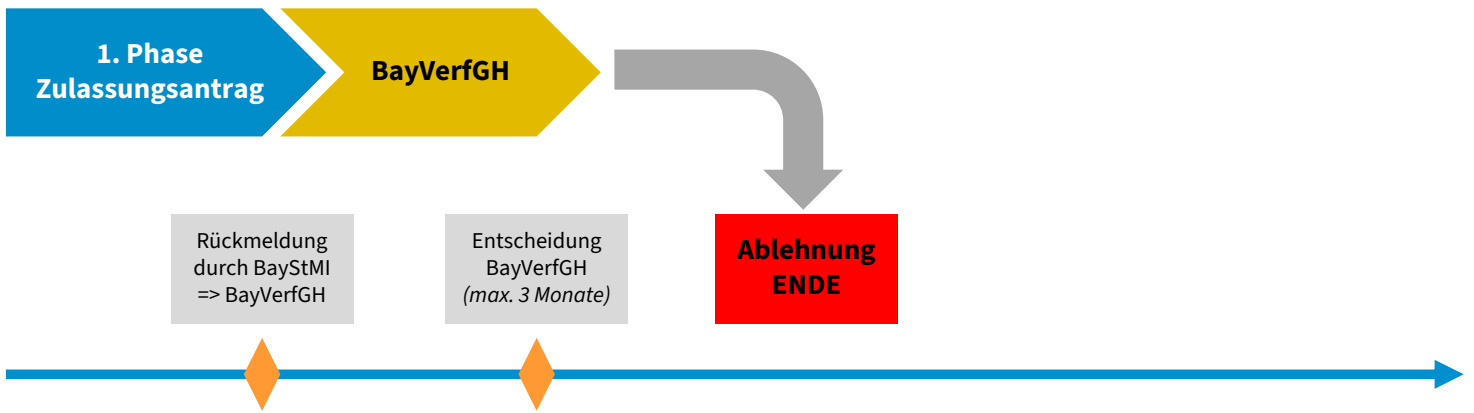 1. Phase
Zulassungsantrag
BayVerfGH
Rückmeldung
durch BayStMI
=> BayVerfGH
Entscheidung
BayVerfGH
(max. 3 Monate)
Ablehnung
ENDE